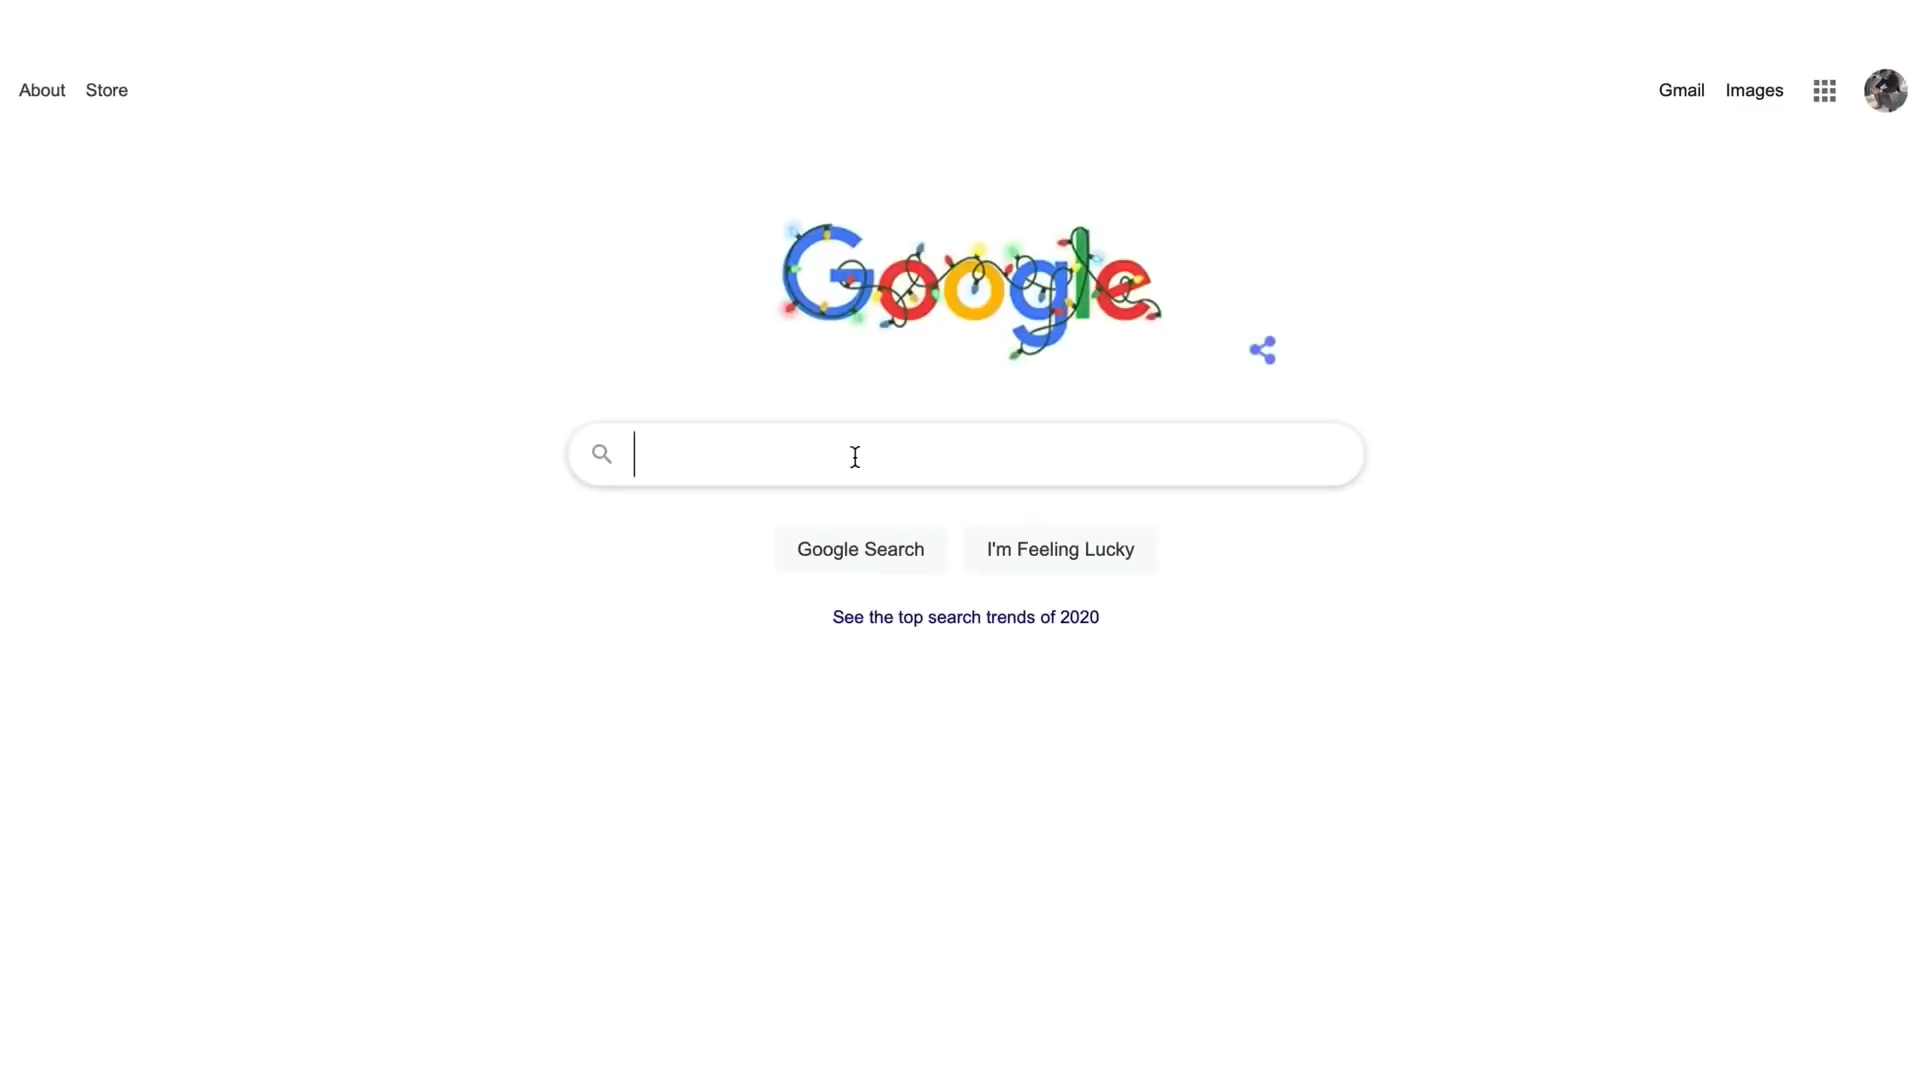 About Store
Gmail Images
Google
Google Search I'm Feeling Lucky
See the top search trends of 2020